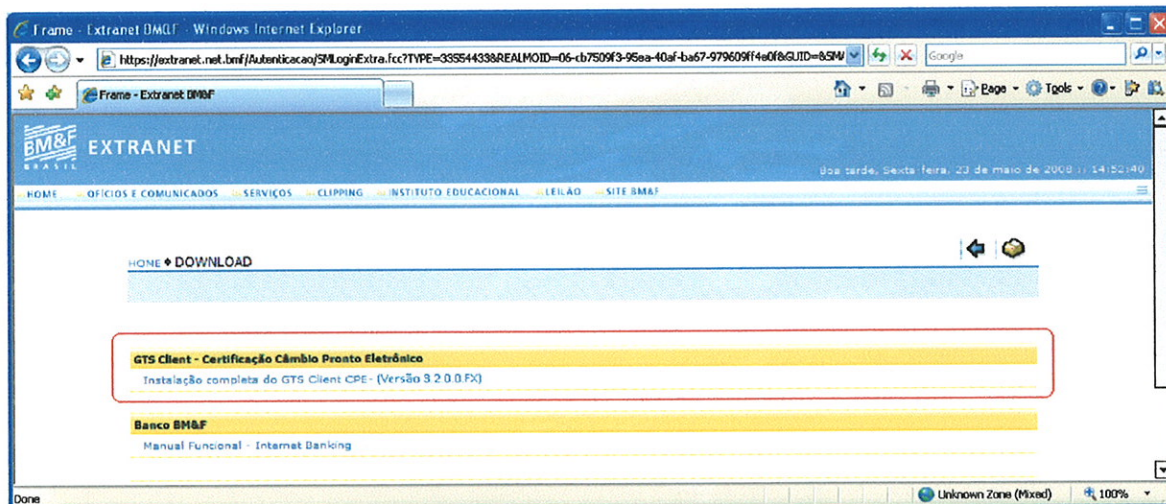 Frame - Extranet BM&F - Windows Internet Explorer
https://extranet.net.bmf/Autenticacao/SMLoginExtra.fcc?TYPE=33554433&REALMOID=06-cb7509f3-95ea-40af-ba67-979609ff4e0f&GUID=&SMA
Google
Frame - Extranet BM&F
Page
Tools
BM&F
BRASIL
EXTRANET
Boa tarde, Sexta-feira, 23 de maio de 2008 :: 14:52:40
HOME OFÍCIOS E COMUNICADOS SERVIÇOS CLIPPING INSTITUTO EDUCACIONAL LEILÃO SITE BM&F
HOME DOWNLOAD
GTS Client - Certificação Câmbio Pronto Eletrônico
Instalação completa do GTS Client CPE- (Versão 3.2.0.0.FX)
Banco BM&F
Manual Funcional - Internet Banking
Done
Unknown Zone (Mixed)
100%